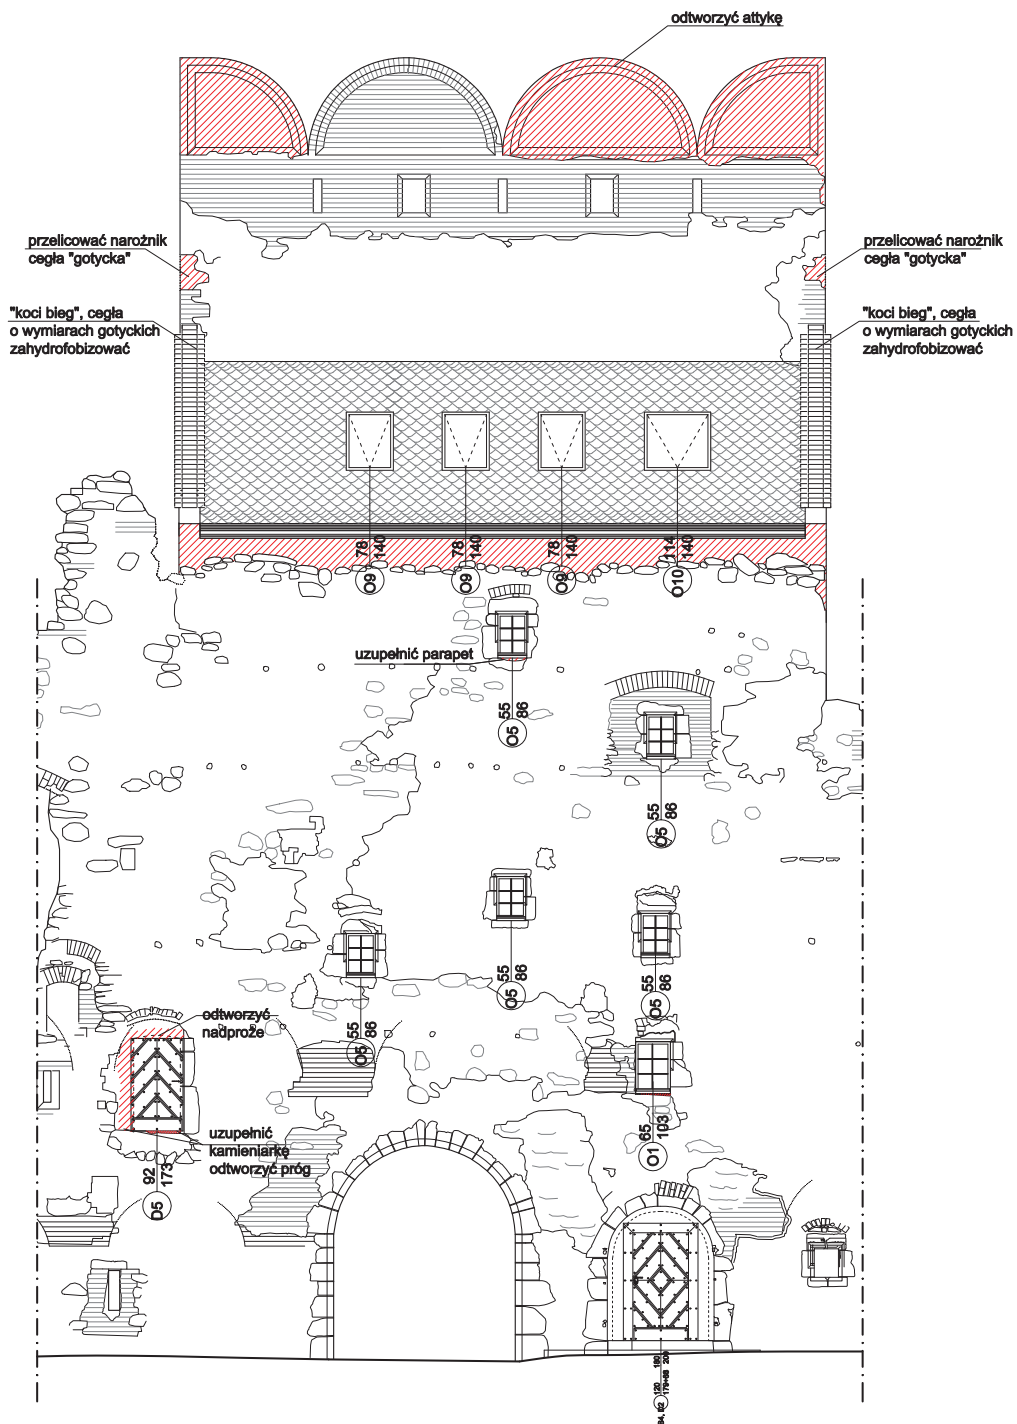 odtworzyć attykę
przelicować narożnik
cegła "gotycka"
przelicować narożnik
cegła "gotycka"
"koci bieg", cegła
o wymiarach gotyckich
zahydrofobizować
"koci bieg", cegła
o wymiarach gotyckich
zahydrofobizować
78
140
O9
78
140
O9
78
140
O9
114
140
O10
uzupełnić parapet
55
86
O5
55
86
O5
55
86
O5
55
86
O5
55
86
O5
odtworzyć
nadproże
65
103
O1
uzupełnić
kamieniarkę
odtworzyć próg
92
173
D5
120
180
200